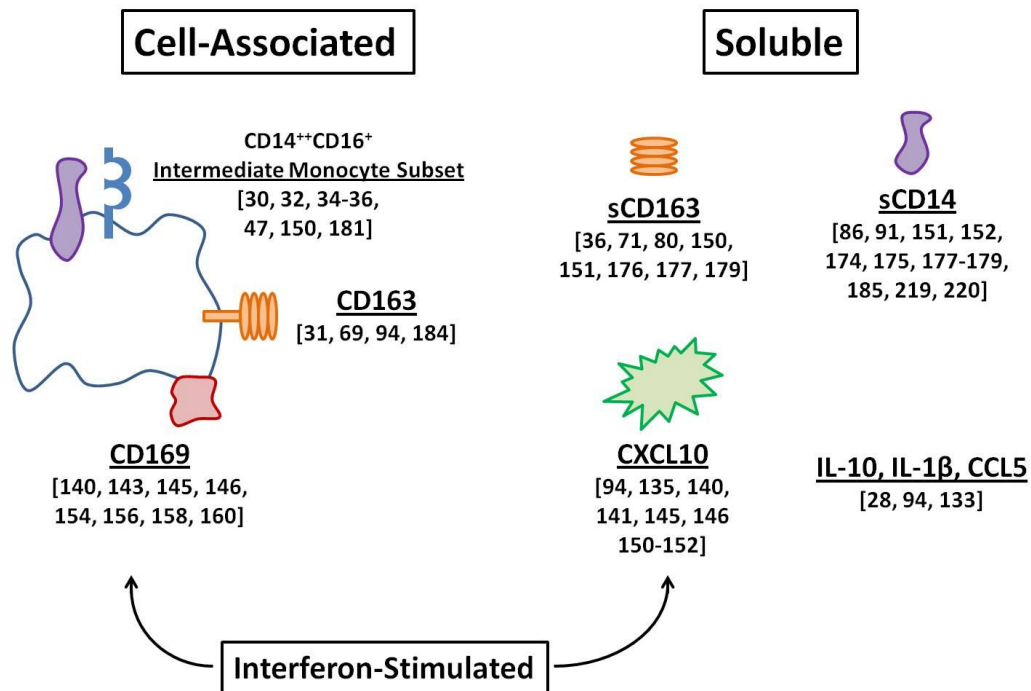 Cell-Associated
Soluble
CD14⁺⁺CD16⁺
Intermediate Monocyte Subset
[30, 32, 34-36,
47, 150, 181]
CD163
[31, 69, 94, 184]
CD169
[140, 143, 145, 146,
154, 156, 158, 160]
sCD163
[36, 71, 80, 150,
151, 176, 177, 179]
sCD14
[86, 91, 151, 152,
174, 175, 177-179,
185, 219, 220]
CXCL10
[94, 135, 140,
141, 145, 146
150-152]
IL-10, IL-1β, CCL5
[28, 94, 133]
Interferon-Stimulated